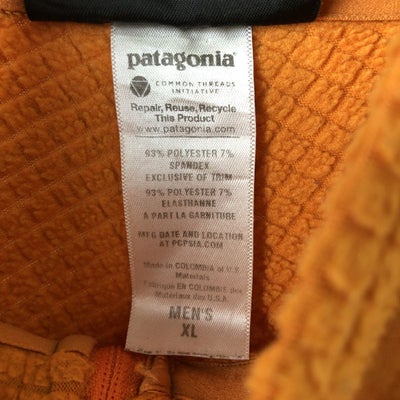 patagonia
COMMON THREADS
INITIATIVE
Repair, Reuse, Recycle
This Product
www.patagonia.com
93% POLYESTER 7%
SPANDEX
EXCLUSIVE OF TRIM
93% POLYESTER 7%
ELASTHANNE
A PART LA GARNITURE
MFG DATE AND LOCATION
AT PCPSIA.COM
Made in COLOMBIA of U.S.
Materials
Fabriqué EN COLOMBIE des
Materiaux des U.S.A.
MEN'S
XL